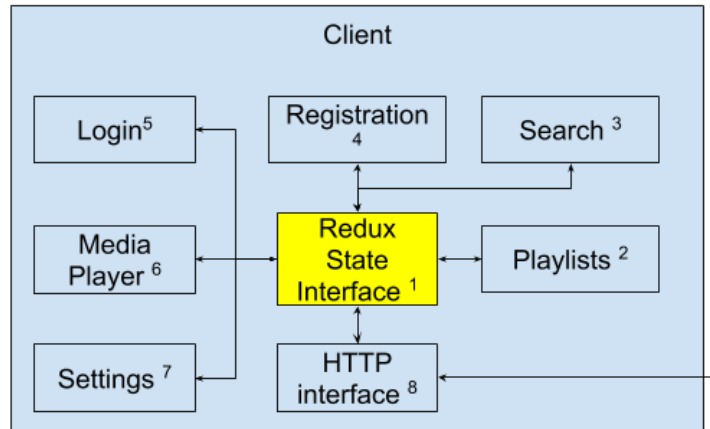 Client
Login⁵
Registration
4
Search ³
Media
Player ⁶
Redux
State
Interface ¹
Playlists ²
Settings ⁷
HTTP
interface ⁸